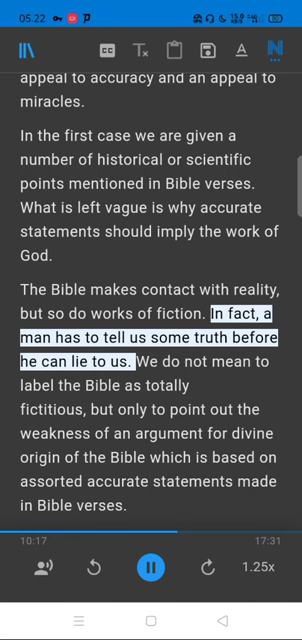 05.22
appeal to accuracy and an appeal to
miracles.
In the first case we are given a
number of historical or scientific
points mentioned in Bible verses.
What is left vague is why accurate
statements should imply the work of
God.
The Bible makes contact with reality,
but so do works of fiction. In fact, a
man has to tell us some truth before
he can lie to us. We do not mean to
label the Bible as totally
fictitious, but only to point out the
weakness of an argument for divine
origin of the Bible which is based on
assorted accurate statements made
in Bible verses.
10:17 17:31
1.25x